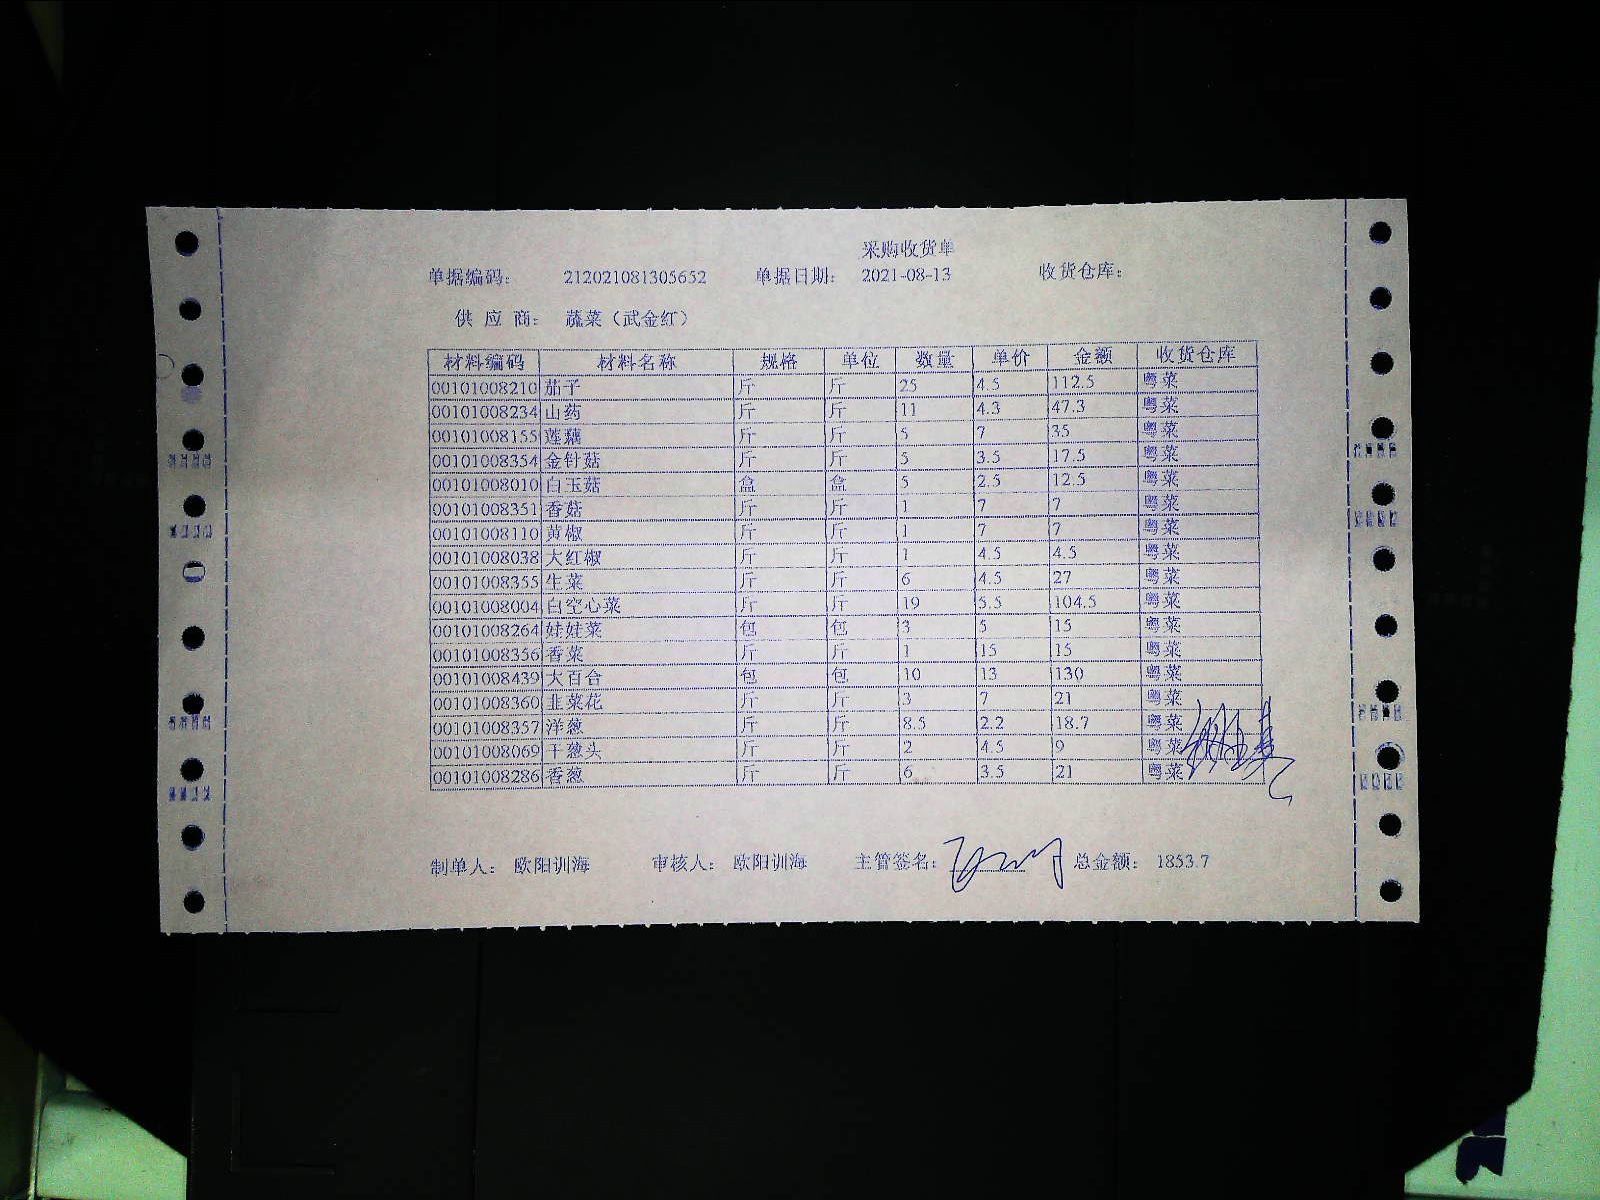 采购收货单
单据编码： 212021081305652 单据日期： 2021-08-13 收货仓库：
供 应 商： 蔬菜（武金红）
材料编码 材料名称 规格 单位 数量 单价 金额 收货仓库
00101008210 茄子 斤 斤 25 4.5 112.5 粤菜
00101008234 山药 斤 斤 11 4.3 47.3 粤菜
00101008155 莲藕 斤 斤 5 7 35 粤菜
00101008354 金针菇 斤 斤 5 3.5 17.5 粤菜
00101008010 白玉菇 盒 盒 5 2.5 12.5 粤菜
00101008351 香菇 斤 斤 1 7 7 粤菜
00101008110 黄椒 斤 斤 1 7 7 粤菜
00101008038 大红椒 斤 斤 1 4.5 4.5 粤菜
00101008355 生菜 斤 斤 6 4.5 27 粤菜
00101008004 白空心菜 斤 斤 19 5.5 104.5 粤菜
00101008264 娃娃菜 包 包 3 5 15 粤菜
00101008356 香菜 斤 斤 1 15 15 粤菜
00101008439 大百合 包 包 10 13 130 粤菜
00101008360 韭菜花 斤 斤 3 7 21 粤菜
00101008357 洋葱 斤 斤 8.5 2.2 18.7 粤菜
00101008069 干葱头 斤 斤 2 4.5 9 粤菜
00101008286 香葱 斤 斤 6 3.5 21 粤菜
制单人： 欧阳训海 审核人： 欧阳训海 主管签名： 总金额： 1853.7